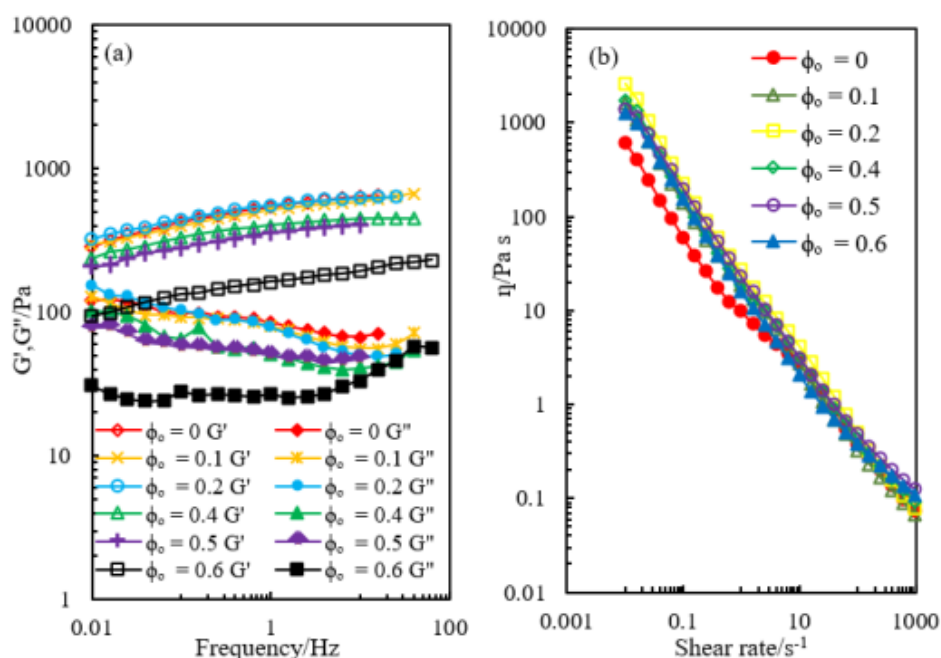 (a)
10000
1000
100
10
1
G',G"/Pa
0.01
1
100
Frequency/Hz
ϕₒ = 0 G'
ϕₒ = 0 G"
ϕₒ = 0.1 G'
ϕₒ = 0.1 G"
ϕₒ = 0.2 G'
ϕₒ = 0.2 G"
ϕₒ = 0.4 G'
ϕₒ = 0.4 G"
ϕₒ = 0.5 G'
ϕₒ = 0.5 G"
ϕₒ = 0.6 G'
ϕₒ = 0.6 G"
(b)
10000
1000
100
10
1
0.1
0.01
η/Pa s
0.001
0.1
10
1000
Shear rate/s⁻¹
ϕₒ = 0
ϕₒ = 0.1
ϕₒ = 0.2
ϕₒ = 0.4
ϕₒ = 0.5
ϕₒ = 0.6